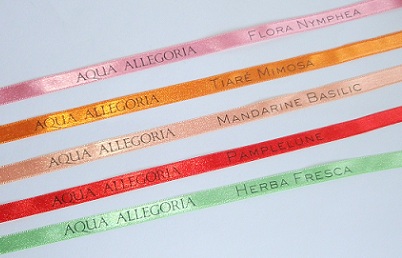 AQUA ALLEGORIA FLORA NYMPHEA
AQUA ALLEGORIA TIARÉ MIMOSA
AQUA ALLEGORIA MANDARINE BASILIC
AQUA ALLEGORIA PAMPLELUNE
AQUA ALLEGORIA HERBA FRESCA